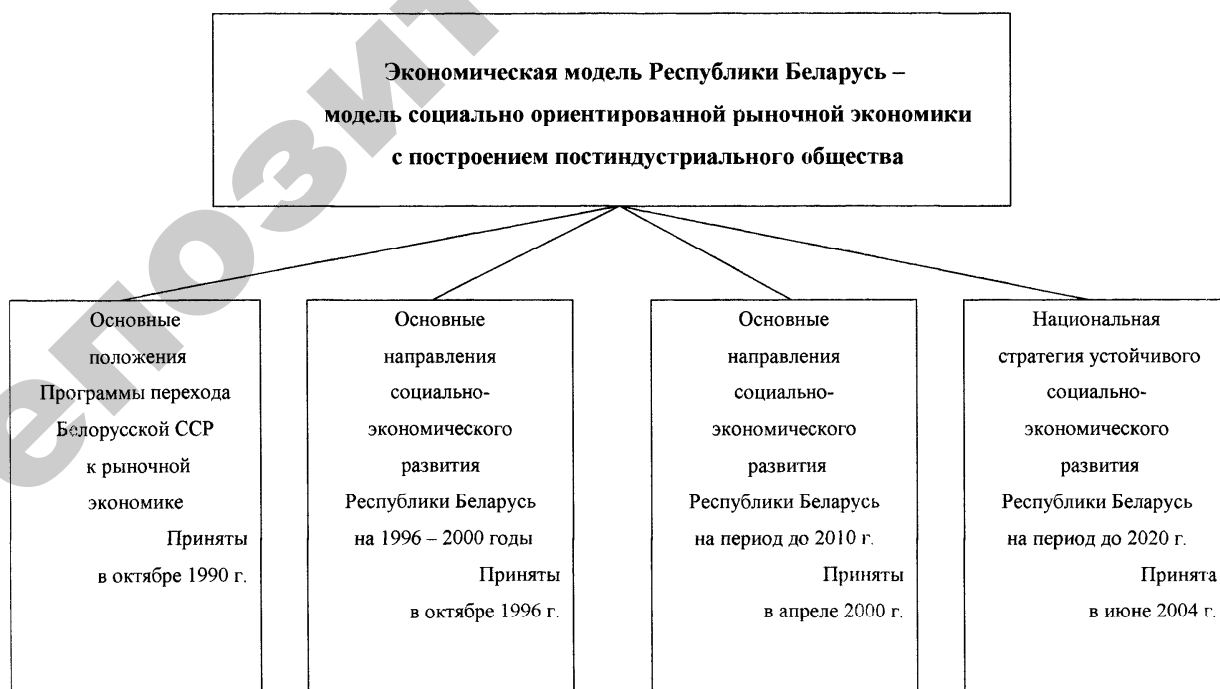 Экономическая модель Республики Беларусь –
модель социально ориентированной рыночной экономики
с построением постиндустриального общества
Основные
положения
Программы перехода
Белорусской ССР
к рыночной
экономике
Приняты
в октябре 1990 г.
Основные
направления
социально-
экономического
развития
Республики Беларусь
на 1996 – 2000 годы
Приняты
в октябре 1996 г.
Основные
направления
социально-
экономического
развития
Республики Беларусь
на период до 2010 г.
Приняты
в апреле 2000 г.
Национальная
стратегия устойчивого
социально-
экономического
развития
Республики Беларусь
на период до 2020 г.
Принята
в июне 2004 г.
епозит